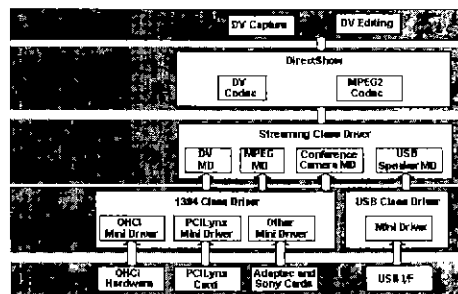 DV Capture
DV Editing
DirectShow
DV
Codec
MPEG2
Codec
Streaming Class Driver
DV
MD
MPEG
MD
Conference
Camera MD
USB
Speaker MD
1394 Class Driver
USB Class Driver
OHCI
Mini Driver
PCILynx
Mini Driver
Other
Mini Driver
Mini Driver
OHCI
Hardware
PCILynx
Card
Adaptec and
Sony Cards
USB I/F